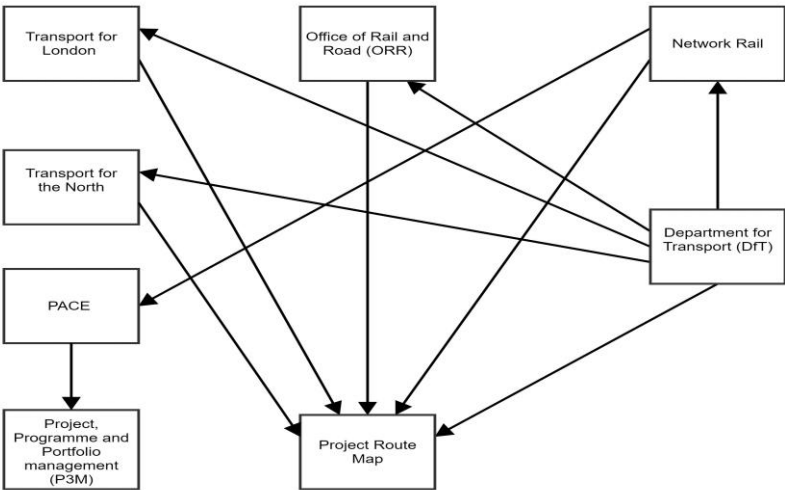 Transport for
London
Office of Rail and
Road (ORR)
Network Rail
Transport for
the North
Department for
Transport (DfT)
PACE
Project,
Programme and
Portfolio
management
(P3M)
Project Route
Map